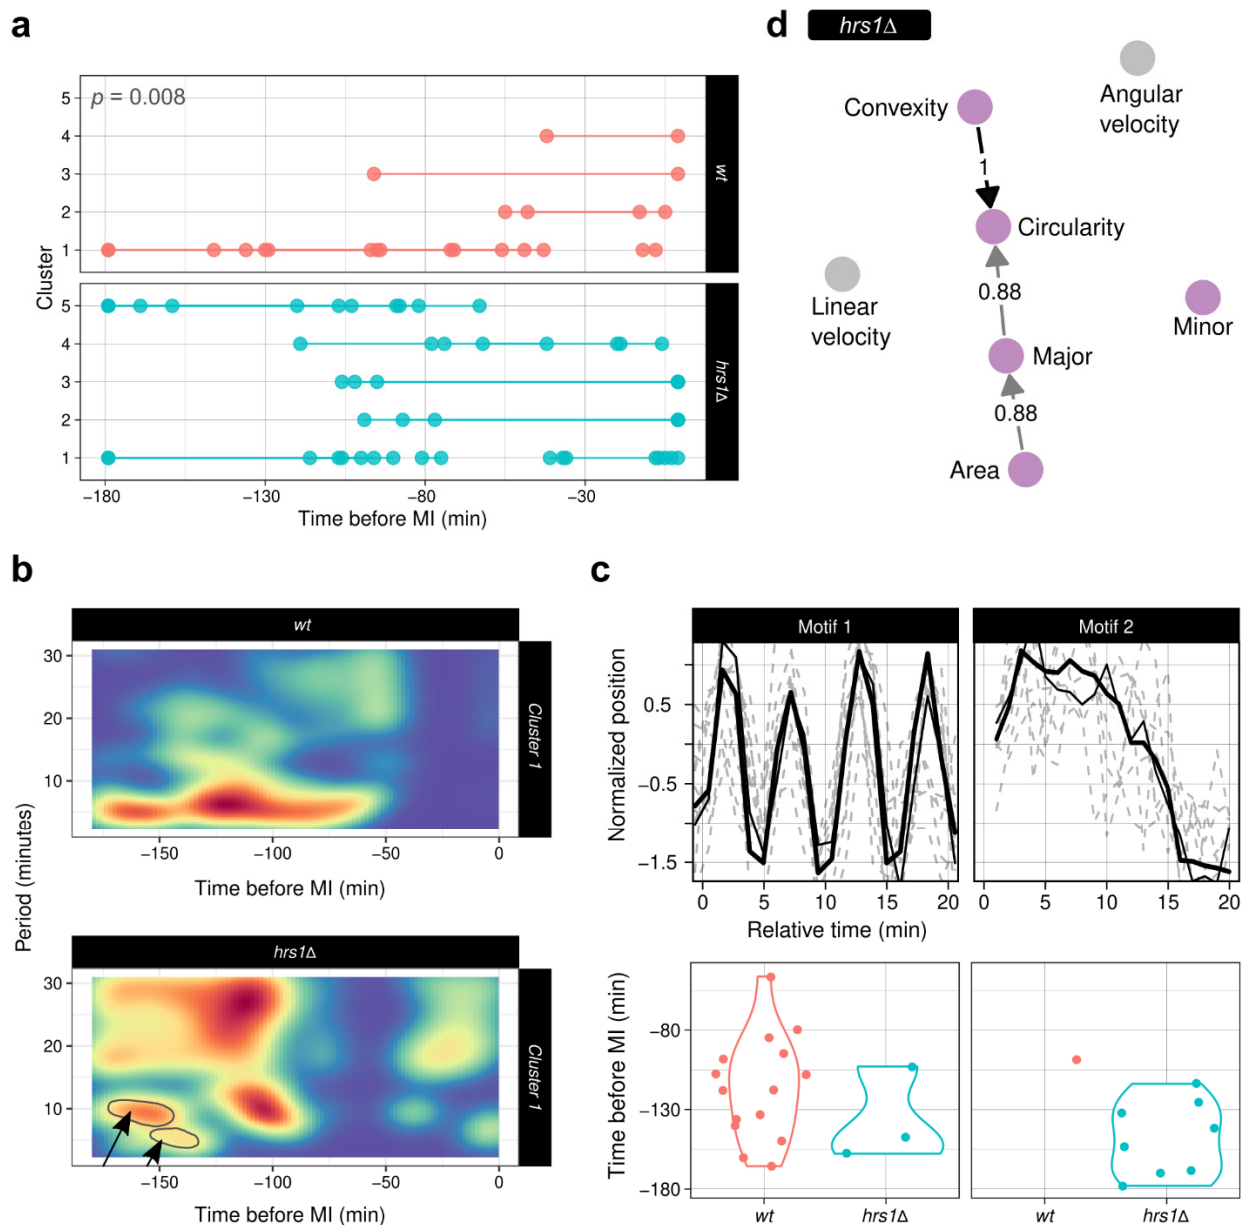 a
p = 0.008
Cluster
5
4
3
2
1
wt
5
4
3
2
1
hrs1Δ
−180
−130
−80
−30
Time before MI (min)
d
hrs1Δ
Convexity
Angular
velocity
1
Circularity
Linear
velocity
0.88
Minor
Major
0.88
Area
b
Period (minutes)
wt
30
20
10
Cluster 1
−150
−100
−50
0
Time before MI (min)
hrs1Δ
30
20
10
Cluster 1
−150
−100
−50
0
Time before MI (min)
c
Motif 1
Motif 2
Normalized position
0.5
−0.5
−1.5
0
5
10
15
20
0
5
10
15
20
Relative time (min)
Time before MI (min)
−80
−130
−180
wt
hrs1Δ
wt
hrs1Δ